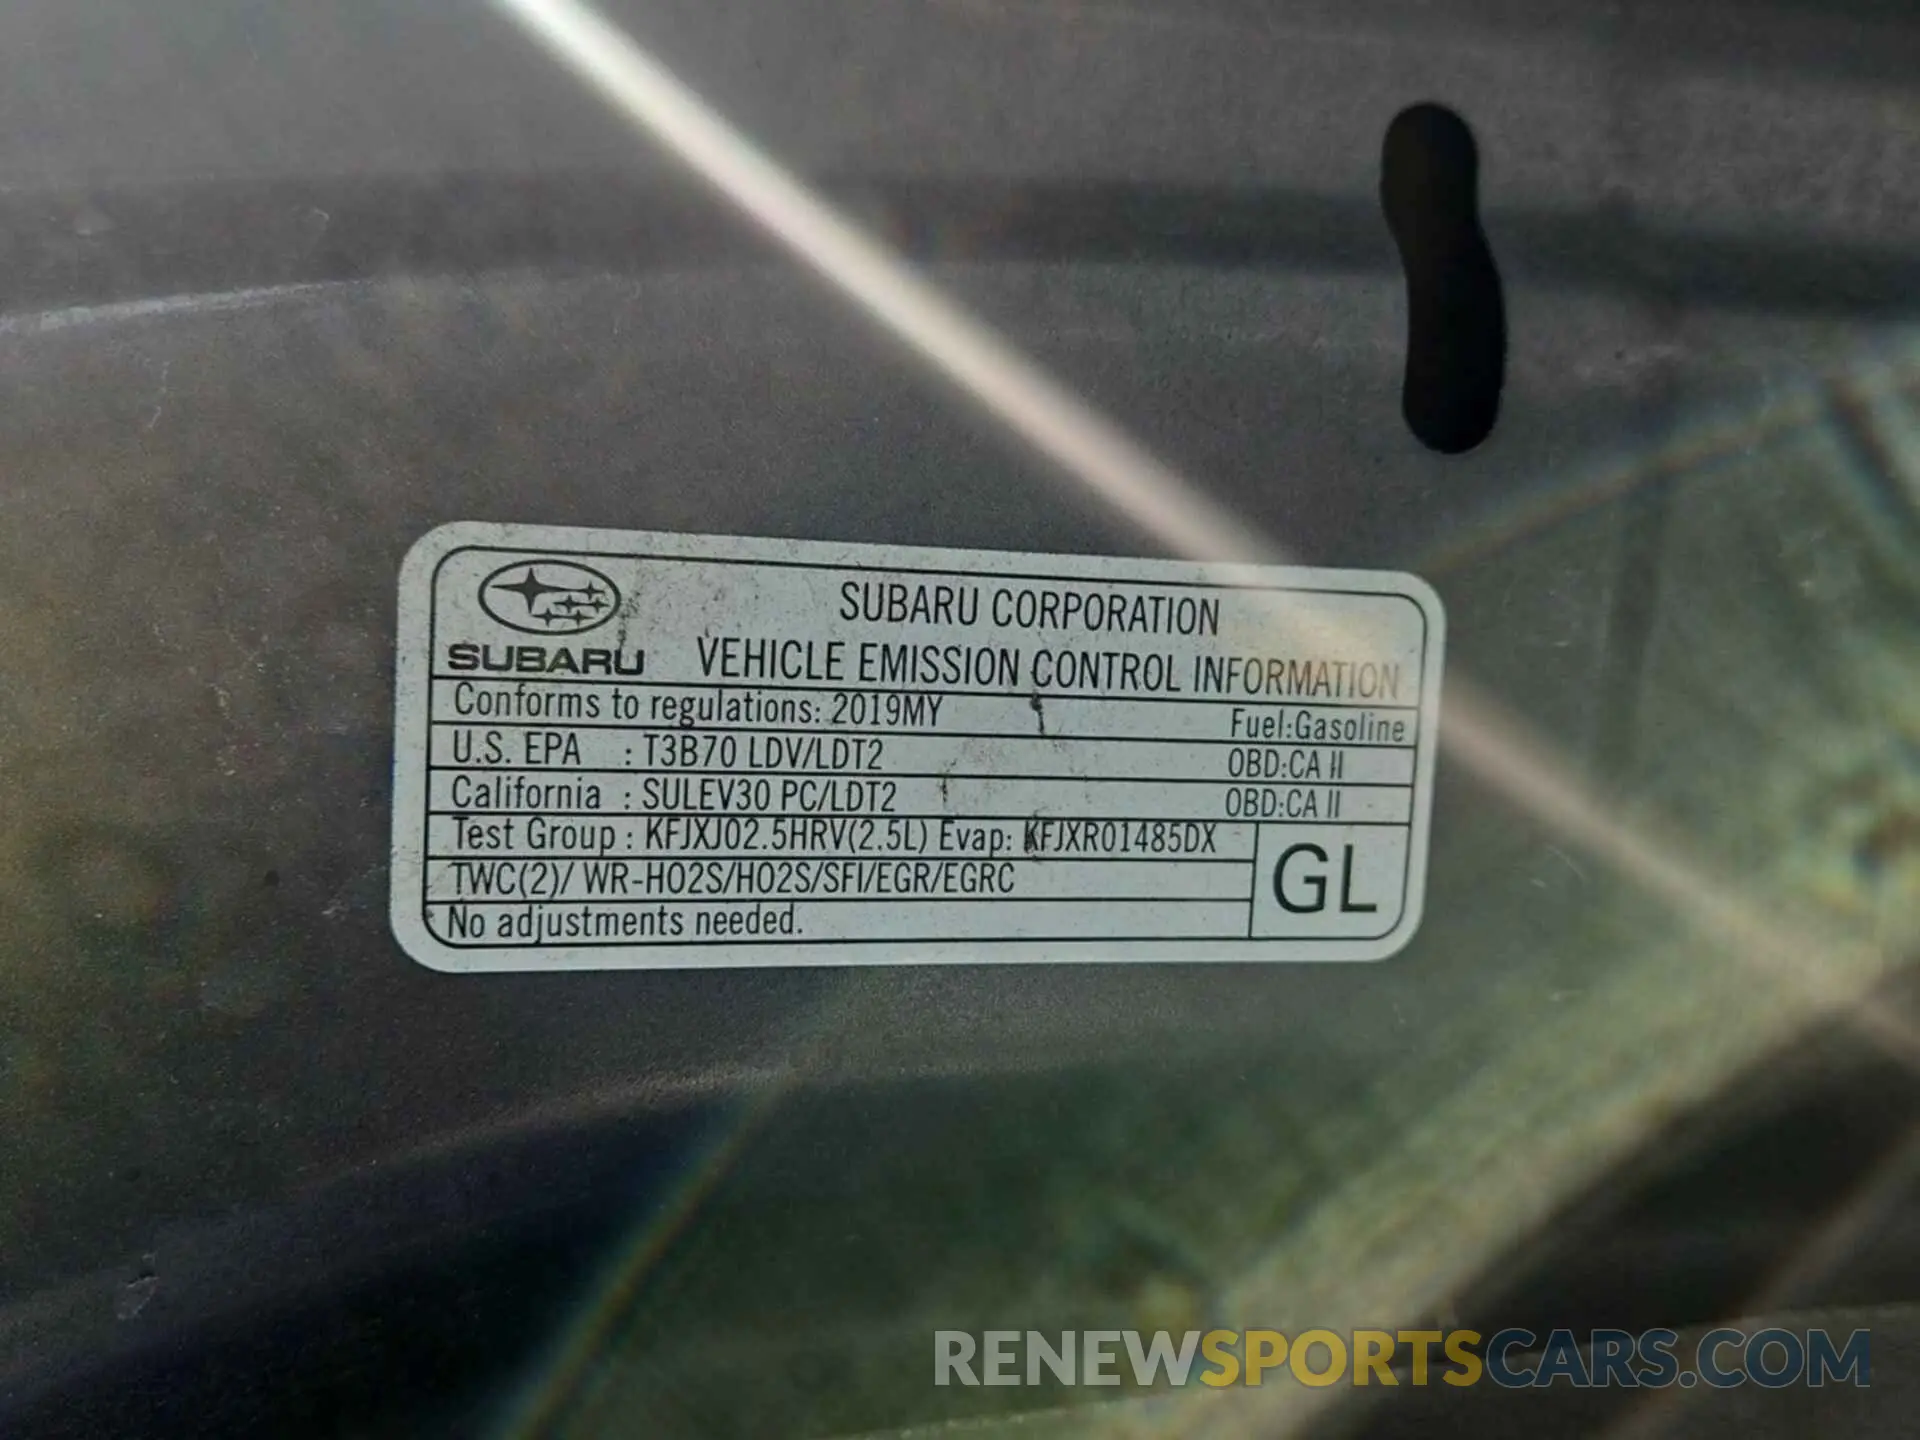 SUBARU CORPORATION
SUBARU VEHICLE EMISSION CONTROL INFORMATION
Conforms to regulations: 2019MY Fuel:Gasoline
U.S. EPA : T3B70 LDV/LDT2 OBD:CA II
California : SULEV30 PC/LDT2 OBD:CA II
Test Group : KFJXJ02.5HRV(2.5L) Evap: KFJXR01485DX
TWC(2)/ WR-HO2S/HO2S/SFI/EGR/EGRC
GL
No adjustments needed.
RENEWSPORTSCARS.COM